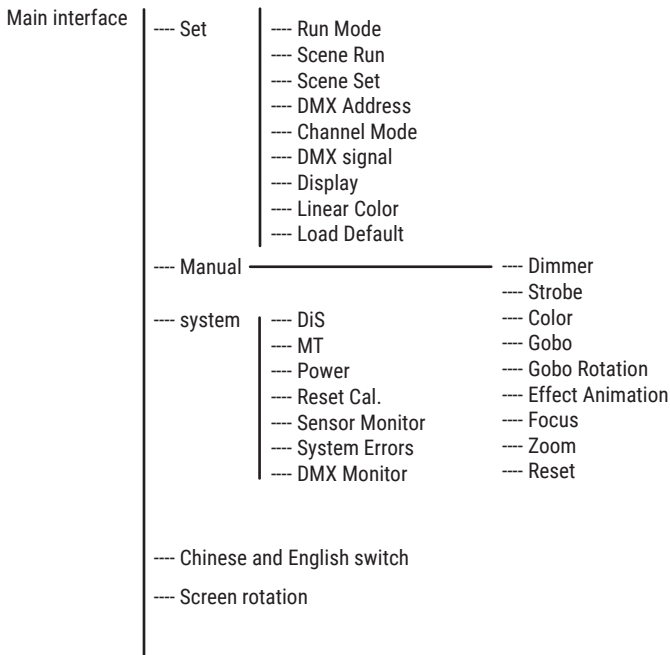 Main interface
---- Set
---- Run Mode
---- Scene Run
---- Scene Set
---- DMX Address
---- Channel Mode
---- DMX signal
---- Display
---- Linear Color
---- Load Default
---- Manual
---- Dimmer
---- Strobe
---- Color
---- Gobo
---- Gobo Rotation
---- Effect Animation
---- Focus
---- Zoom
---- Reset
---- system
---- DiS
---- MT
---- Power
---- Reset Cal.
---- Sensor Monitor
---- System Errors
---- DMX Monitor
---- Chinese and English switch
---- Screen rotation